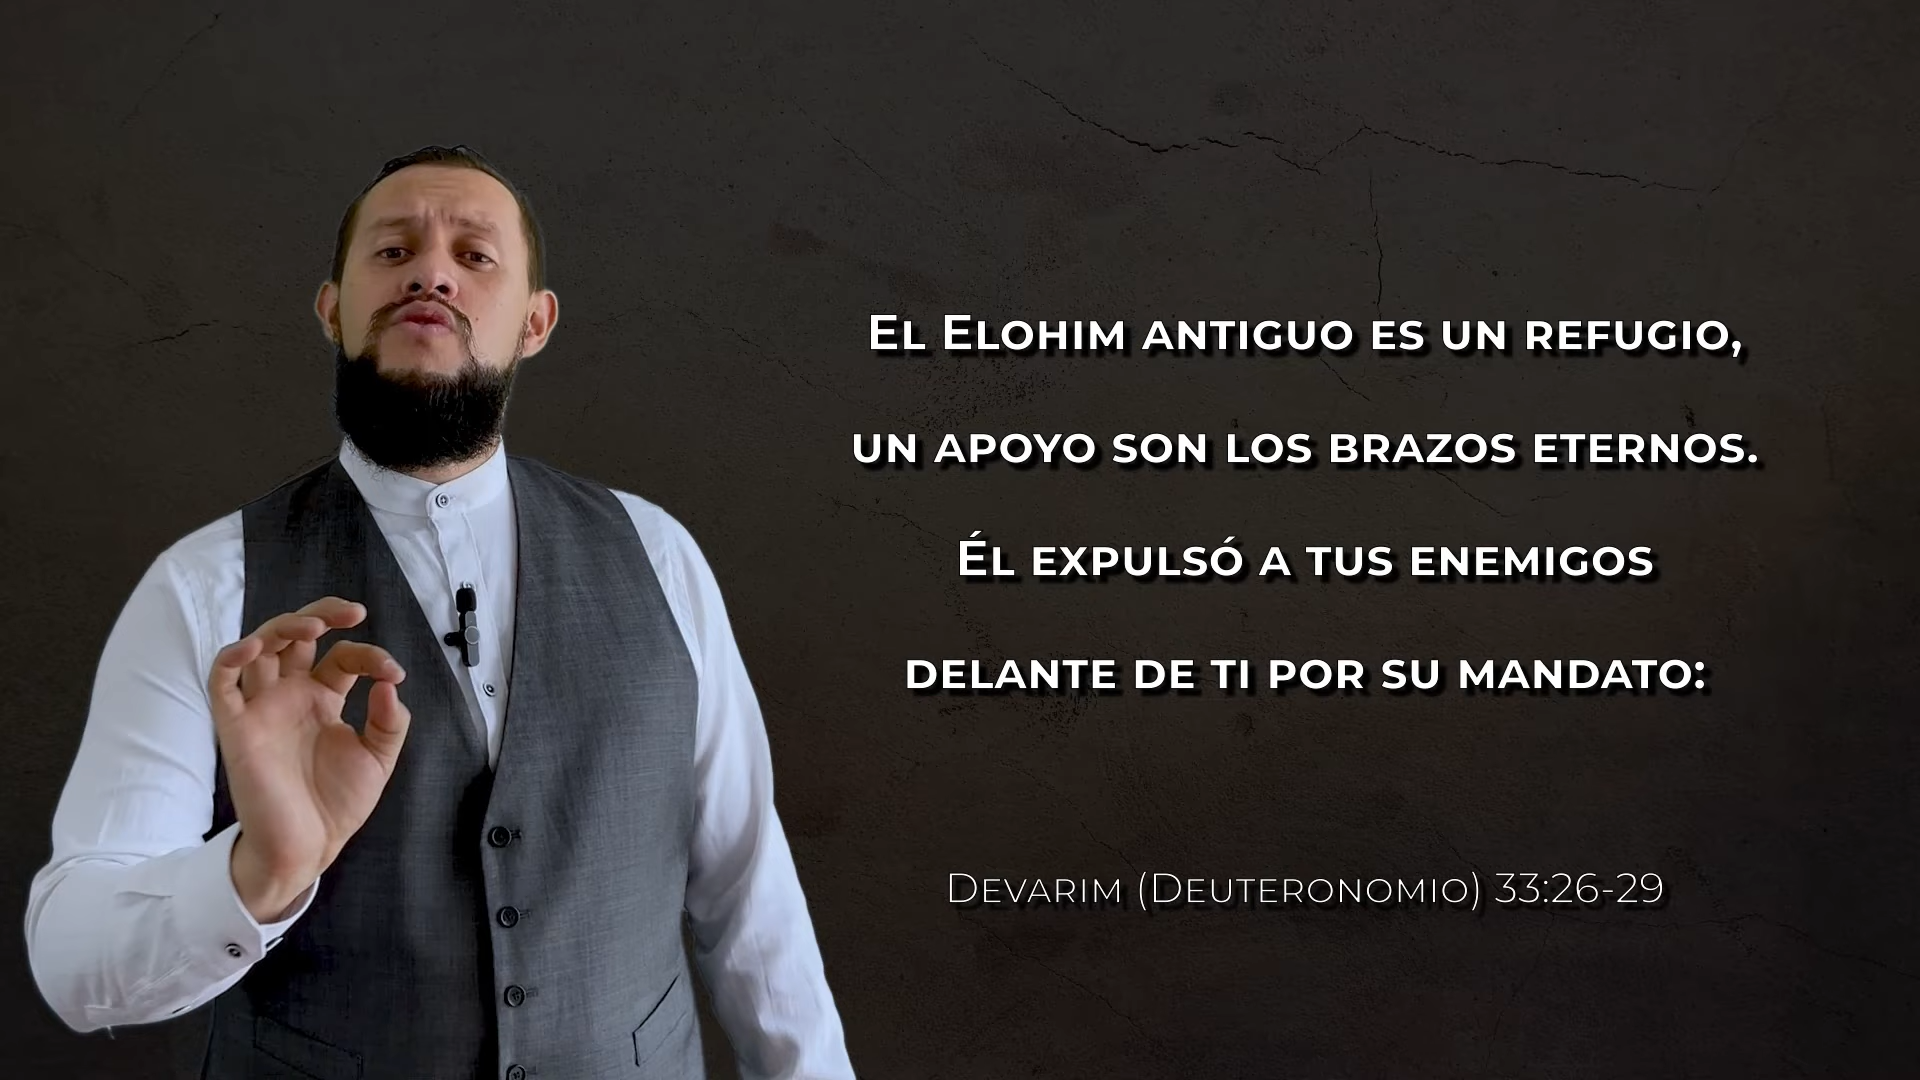 El Elohim antiguo es un refugio,
un apoyo son los brazos eternos.
Él expulsó a tus enemigos
delante de ti por su mandato:
Devarim (Deuteronomio) 33:26-29